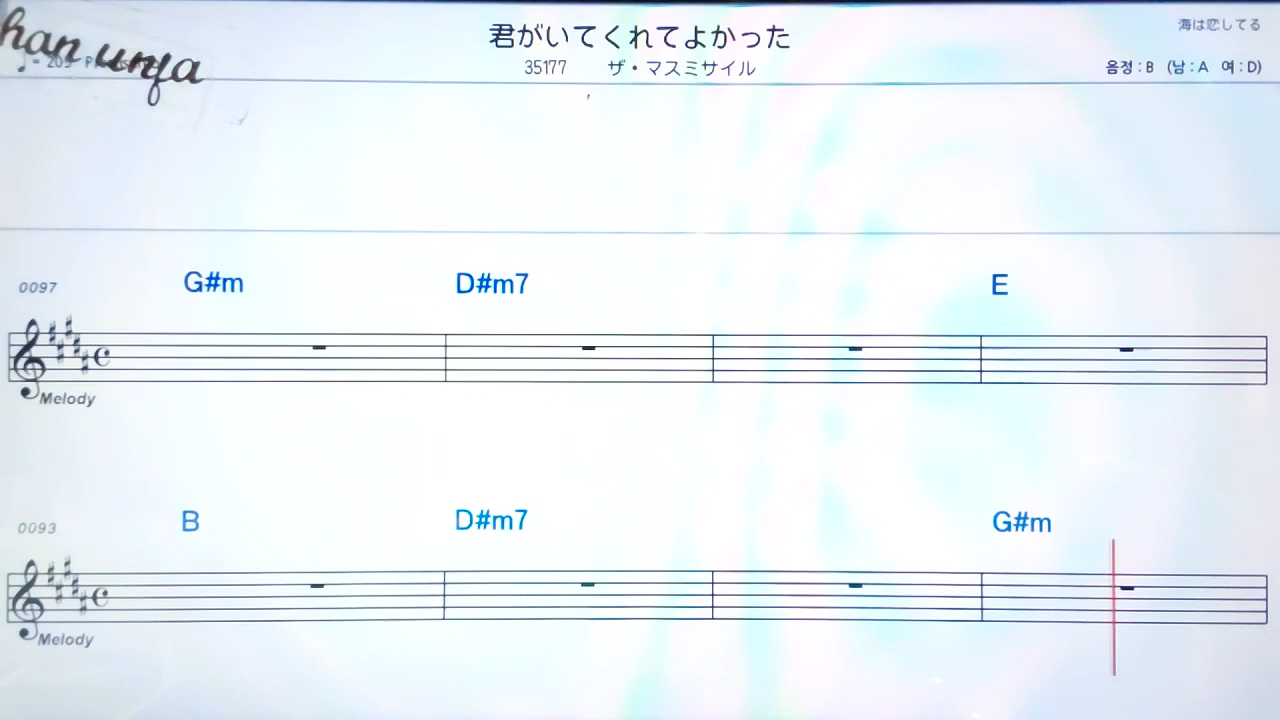 han unfa
君がいてくれてよかった
35177 ザ・マスミサイル
海は恋してる
음정 : B (남 : A 여 : D)
0097 G#m D#m7 E
Melody
0093 B D#m7 G#m
Melody